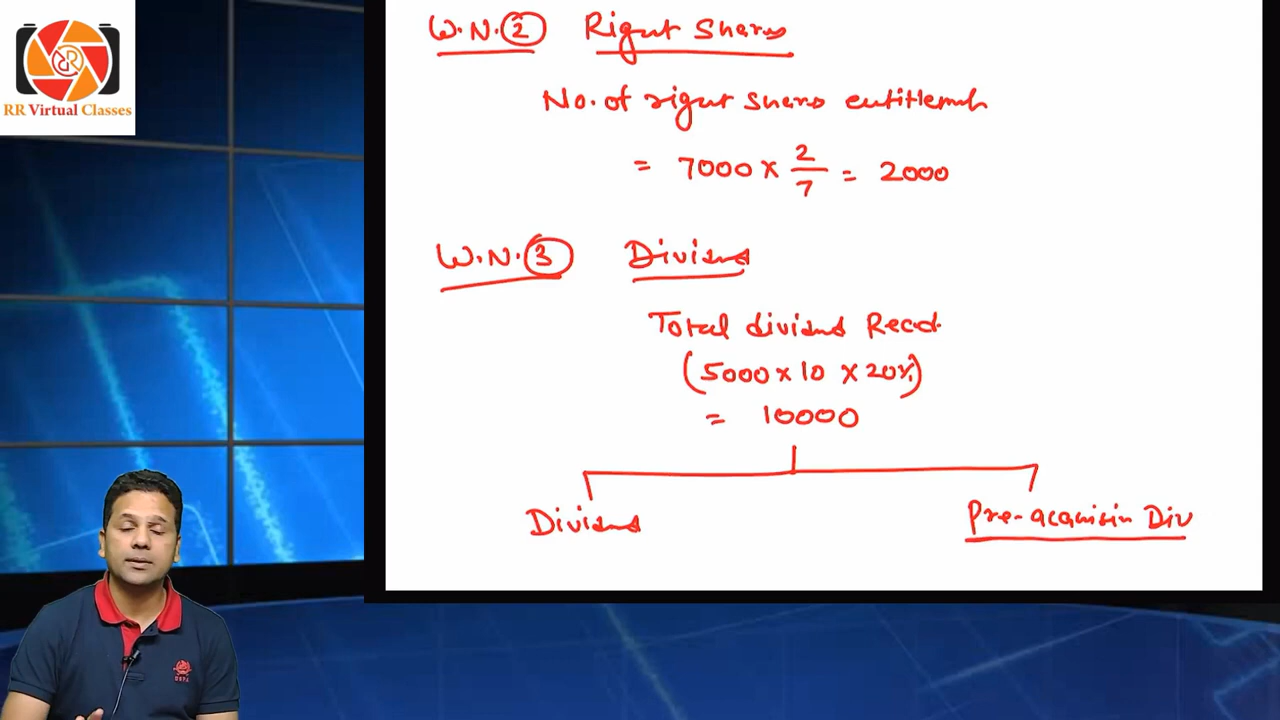 RR Virtual Classes
W.N. 2 Right Shares
No. of right shares entitlement
= 7000 × 2/7 = 2000
W.N. 3 Dividend
Total dividend Recd.
(5000 × 10 × 20%)
= 10000
Dividend Pre-acquisition Div